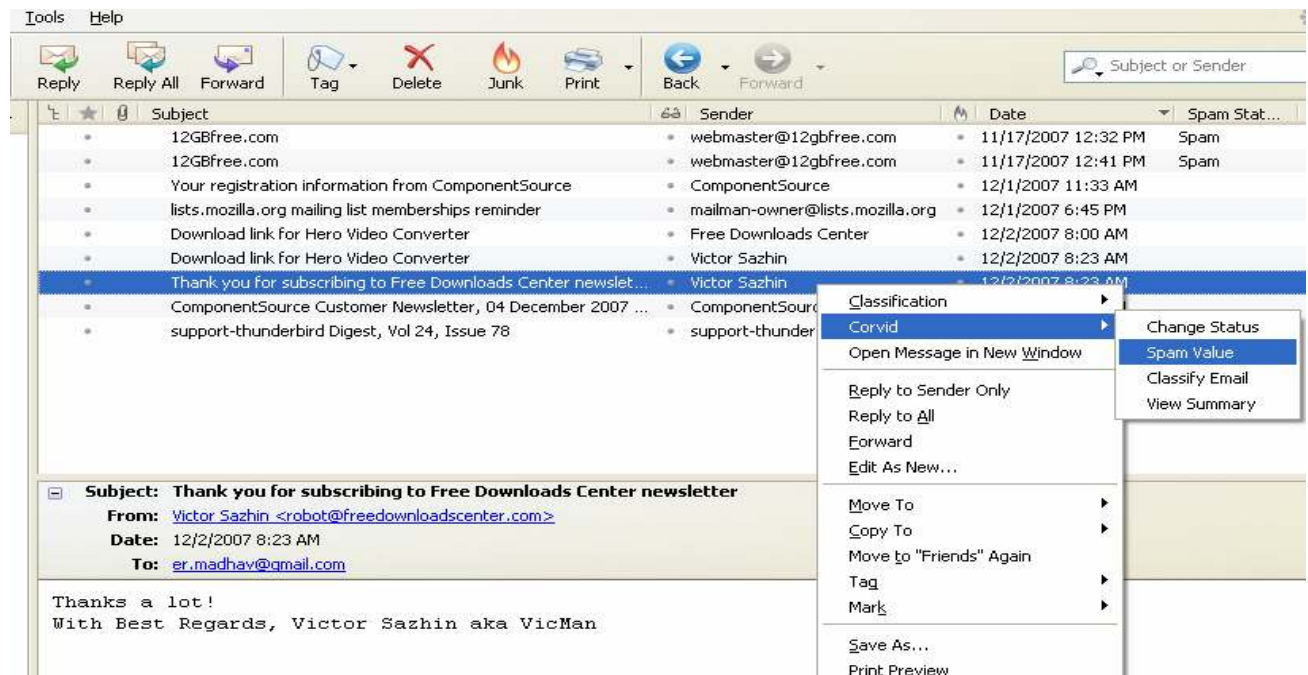 Tools Help
Reply Reply All Forward Tag Delete Junk Print Back Forward Subject or Sender
Subject Sender Date Spam Stat...
12GBfree.com webmaster@12gbfree.com 11/17/2007 12:32 PM Spam
12GBfree.com webmaster@12gbfree.com 11/17/2007 12:41 PM Spam
Your registration information from ComponentSource ComponentSource 12/1/2007 11:33 AM
lists.mozilla.org mailing list memberships reminder mailman-owner@lists.mozilla.org 12/1/2007 6:45 PM
Download link for Hero Video Converter Free Downloads Center 12/2/2007 8:00 AM
Download link for Hero Video Converter Victor Sazhin 12/2/2007 8:23 AM
Thank you for subscribing to Free Downloads Center newslet... Victor Sazhin 12/2/2007 8:23 AM
ComponentSource Customer Newsletter, 04 December 2007 ... ComponentSourc
support-thunderbird Digest, Vol 24, Issue 78 support-thunder
Classification
Corvid
Open Message in New Window
Reply to Sender Only
Reply to All
Forward
Edit As New...
Move To
Copy To
Move to "Friends" Again
Tag
Mark
Save As...
Print Preview
Change Status
Spam Value
Classify Email
View Summary
Subject: Thank you for subscribing to Free Downloads Center newsletter
From: Victor Sazhin <robot@freedownloadscenter.com>
Date: 12/2/2007 8:23 AM
To: er.madhav@gmail.com
Thanks a lot!
With Best Regards, Victor Sazhin aka VicMan